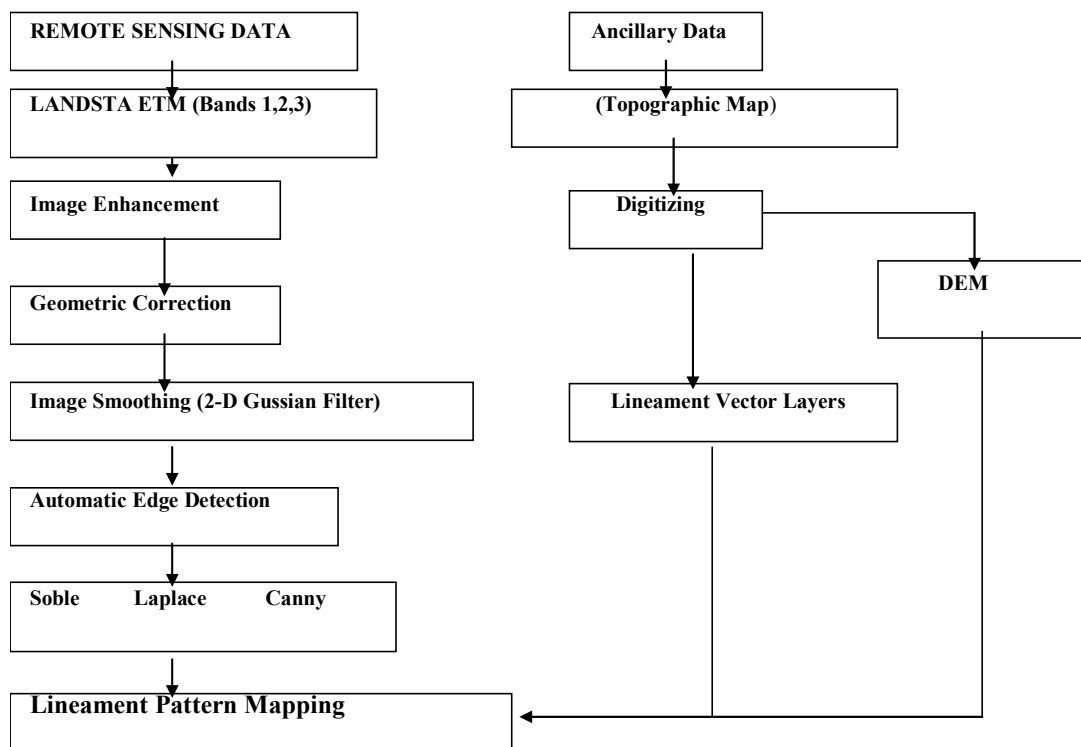 REMOTE SENSING DATA
LANDSTA ETM (Bands 1,2,3)
Image Enhancement
Geometric Correction
Image Smoothing (2-D Gussian Filter)
Automatic Edge Detection
Soble Laplace Canny
Lineament Pattern Mapping
Ancillary Data
(Topographic Map)
Digitizing
DEM
Lineament Vector Layers